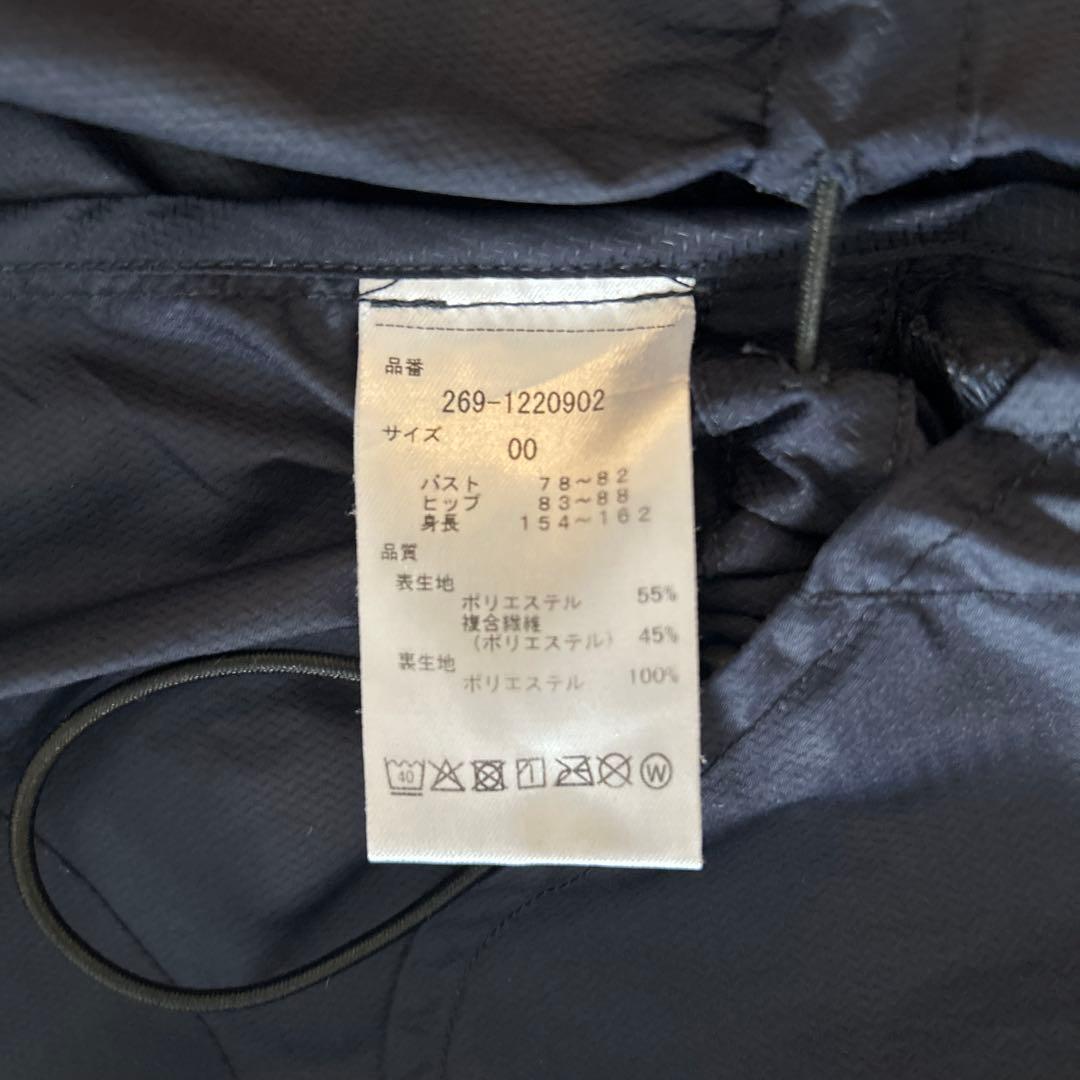 品番
269-1220902
サイズ
00
バスト 78～82
ヒップ 83～88
身長 154～162
品質
表生地
ポリエステル 55%
複合繊維
(ポリエステル) 45%
裏生地
ポリエステル 100%
40 W